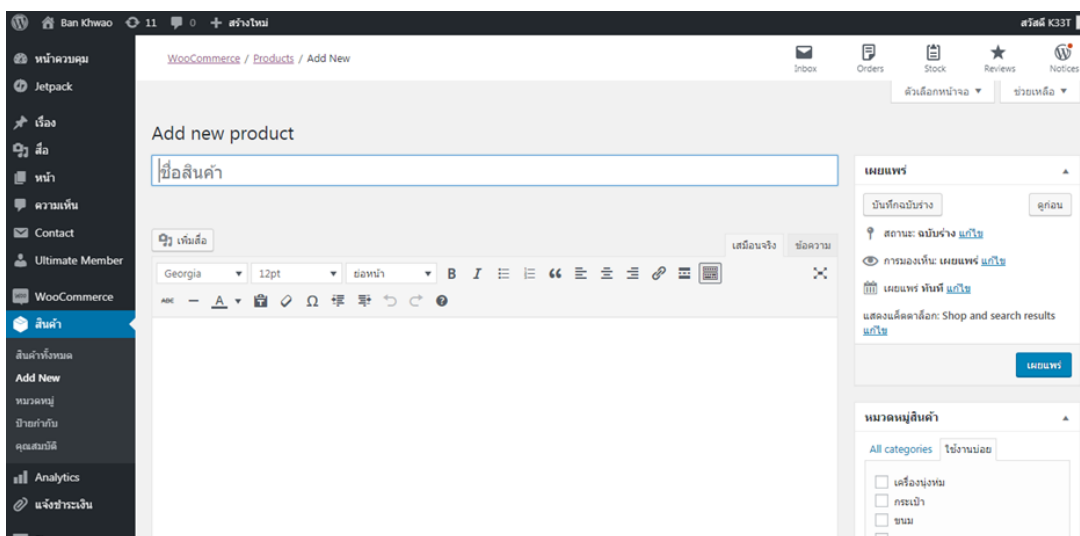 Ban Khwao 11 0 + สร้างใหม่ สวัสดี K33T
หน้าควบคุม
Jetpack
เรื่อง
สื่อ
หน้า
ความเห็น
Contact
Ultimate Member
WooCommerce
สินค้า
สินค้าทั้งหมด
Add New
หมวดหมู่
ป้ายกำกับ
คุณสมบัติ
Analytics
แจ้งชำระเงิน
WooCommerce / Products / Add New
Inbox Orders Stock Reviews Notices
ตัวเลือกหน้าจอ ▼ ช่วยเหลือ ▼
Add new product
ชื่อสินค้า
เพิ่มสื่อ
เสมือนจริง ข้อความ
Georgia ▼ 12pt ▼ ย่อหน้า ▼ B I
ABC A Ω
เผยแพร่
บันทึกฉบับร่าง ดูก่อน
สถานะ: ฉบับร่าง แก้ไข
การมองเห็น: เผยแพร่ แก้ไข
เผยแพร่ ทันที แก้ไข
แสดงแค็ตตาล็อก: Shop and search results
แก้ไข
เผยแพร่
หมวดหมู่สินค้า
All categories ใช้งานบ่อย
เครื่องนุ่งห่ม
กระเป๋า
ขนม